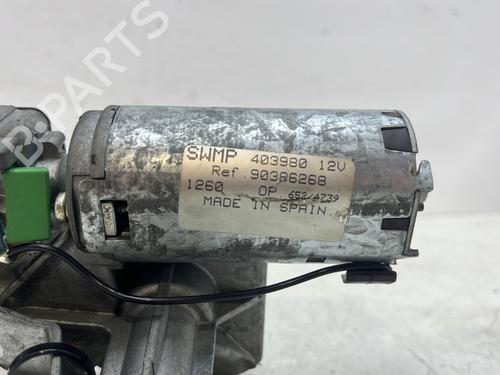 B-PARTS
SWMP 403980 12V
Ref. 90386268
1260 OP 652/4239
MADE IN SPAIN.